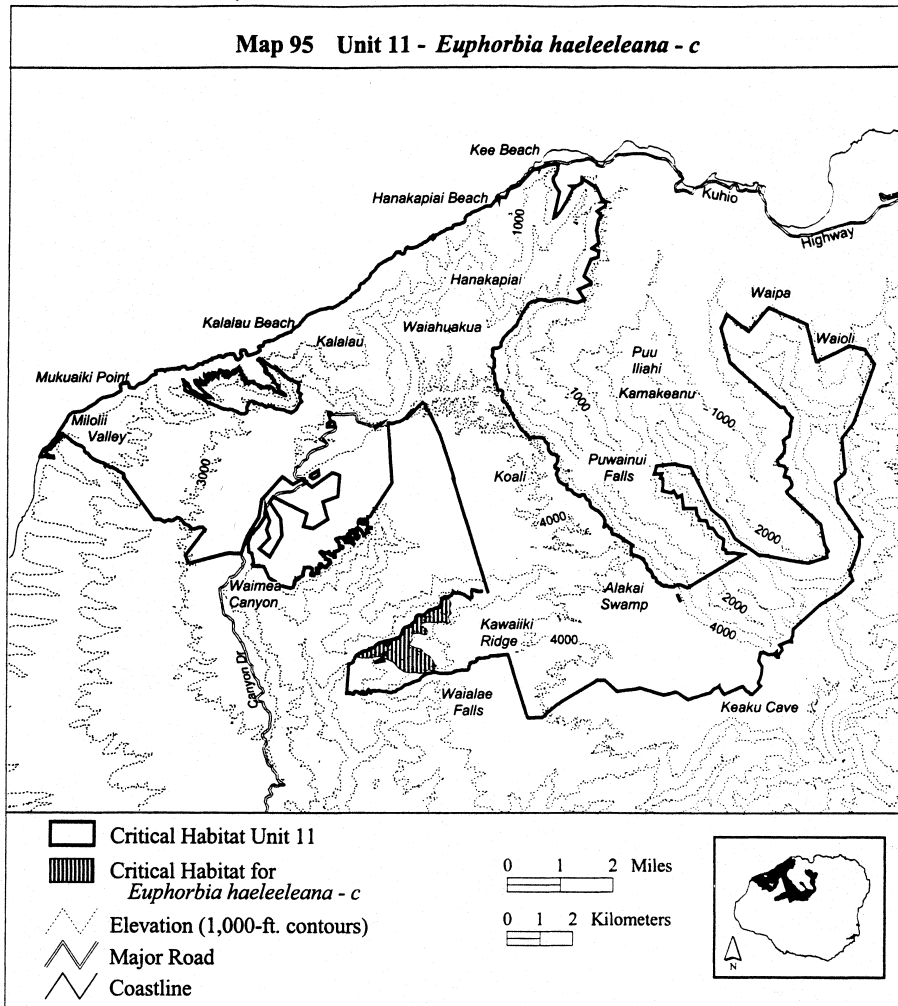 Map 95 Unit 11 - Euphorbia haeleeleana - c
Kee Beach
Hanakapiai Beach
Kuhio
1000
Highway
Hanakapiai
Waipa
Kalalau Beach
Waiahuakua
Kalalau
Waioli
Puu
Iliahi
Mukuaiki Point
Kamakeanu
1000
1000
Milolii
Valley
3000
Koali
Puwainui
Falls
4000
2000
Waimea
Canyon
Alakai
Swamp
2000
Kawaiiki
Ridge
4000
4000
Canyon Dr
Waialae
Falls
Keaku Cave
Critical Habitat Unit 11
Critical Habitat for
Euphorbia haeleeleana - c
Elevation (1,000-ft. contours)
Major Road
Coastline
0 1 2 Miles
0 1 2 Kilometers
N